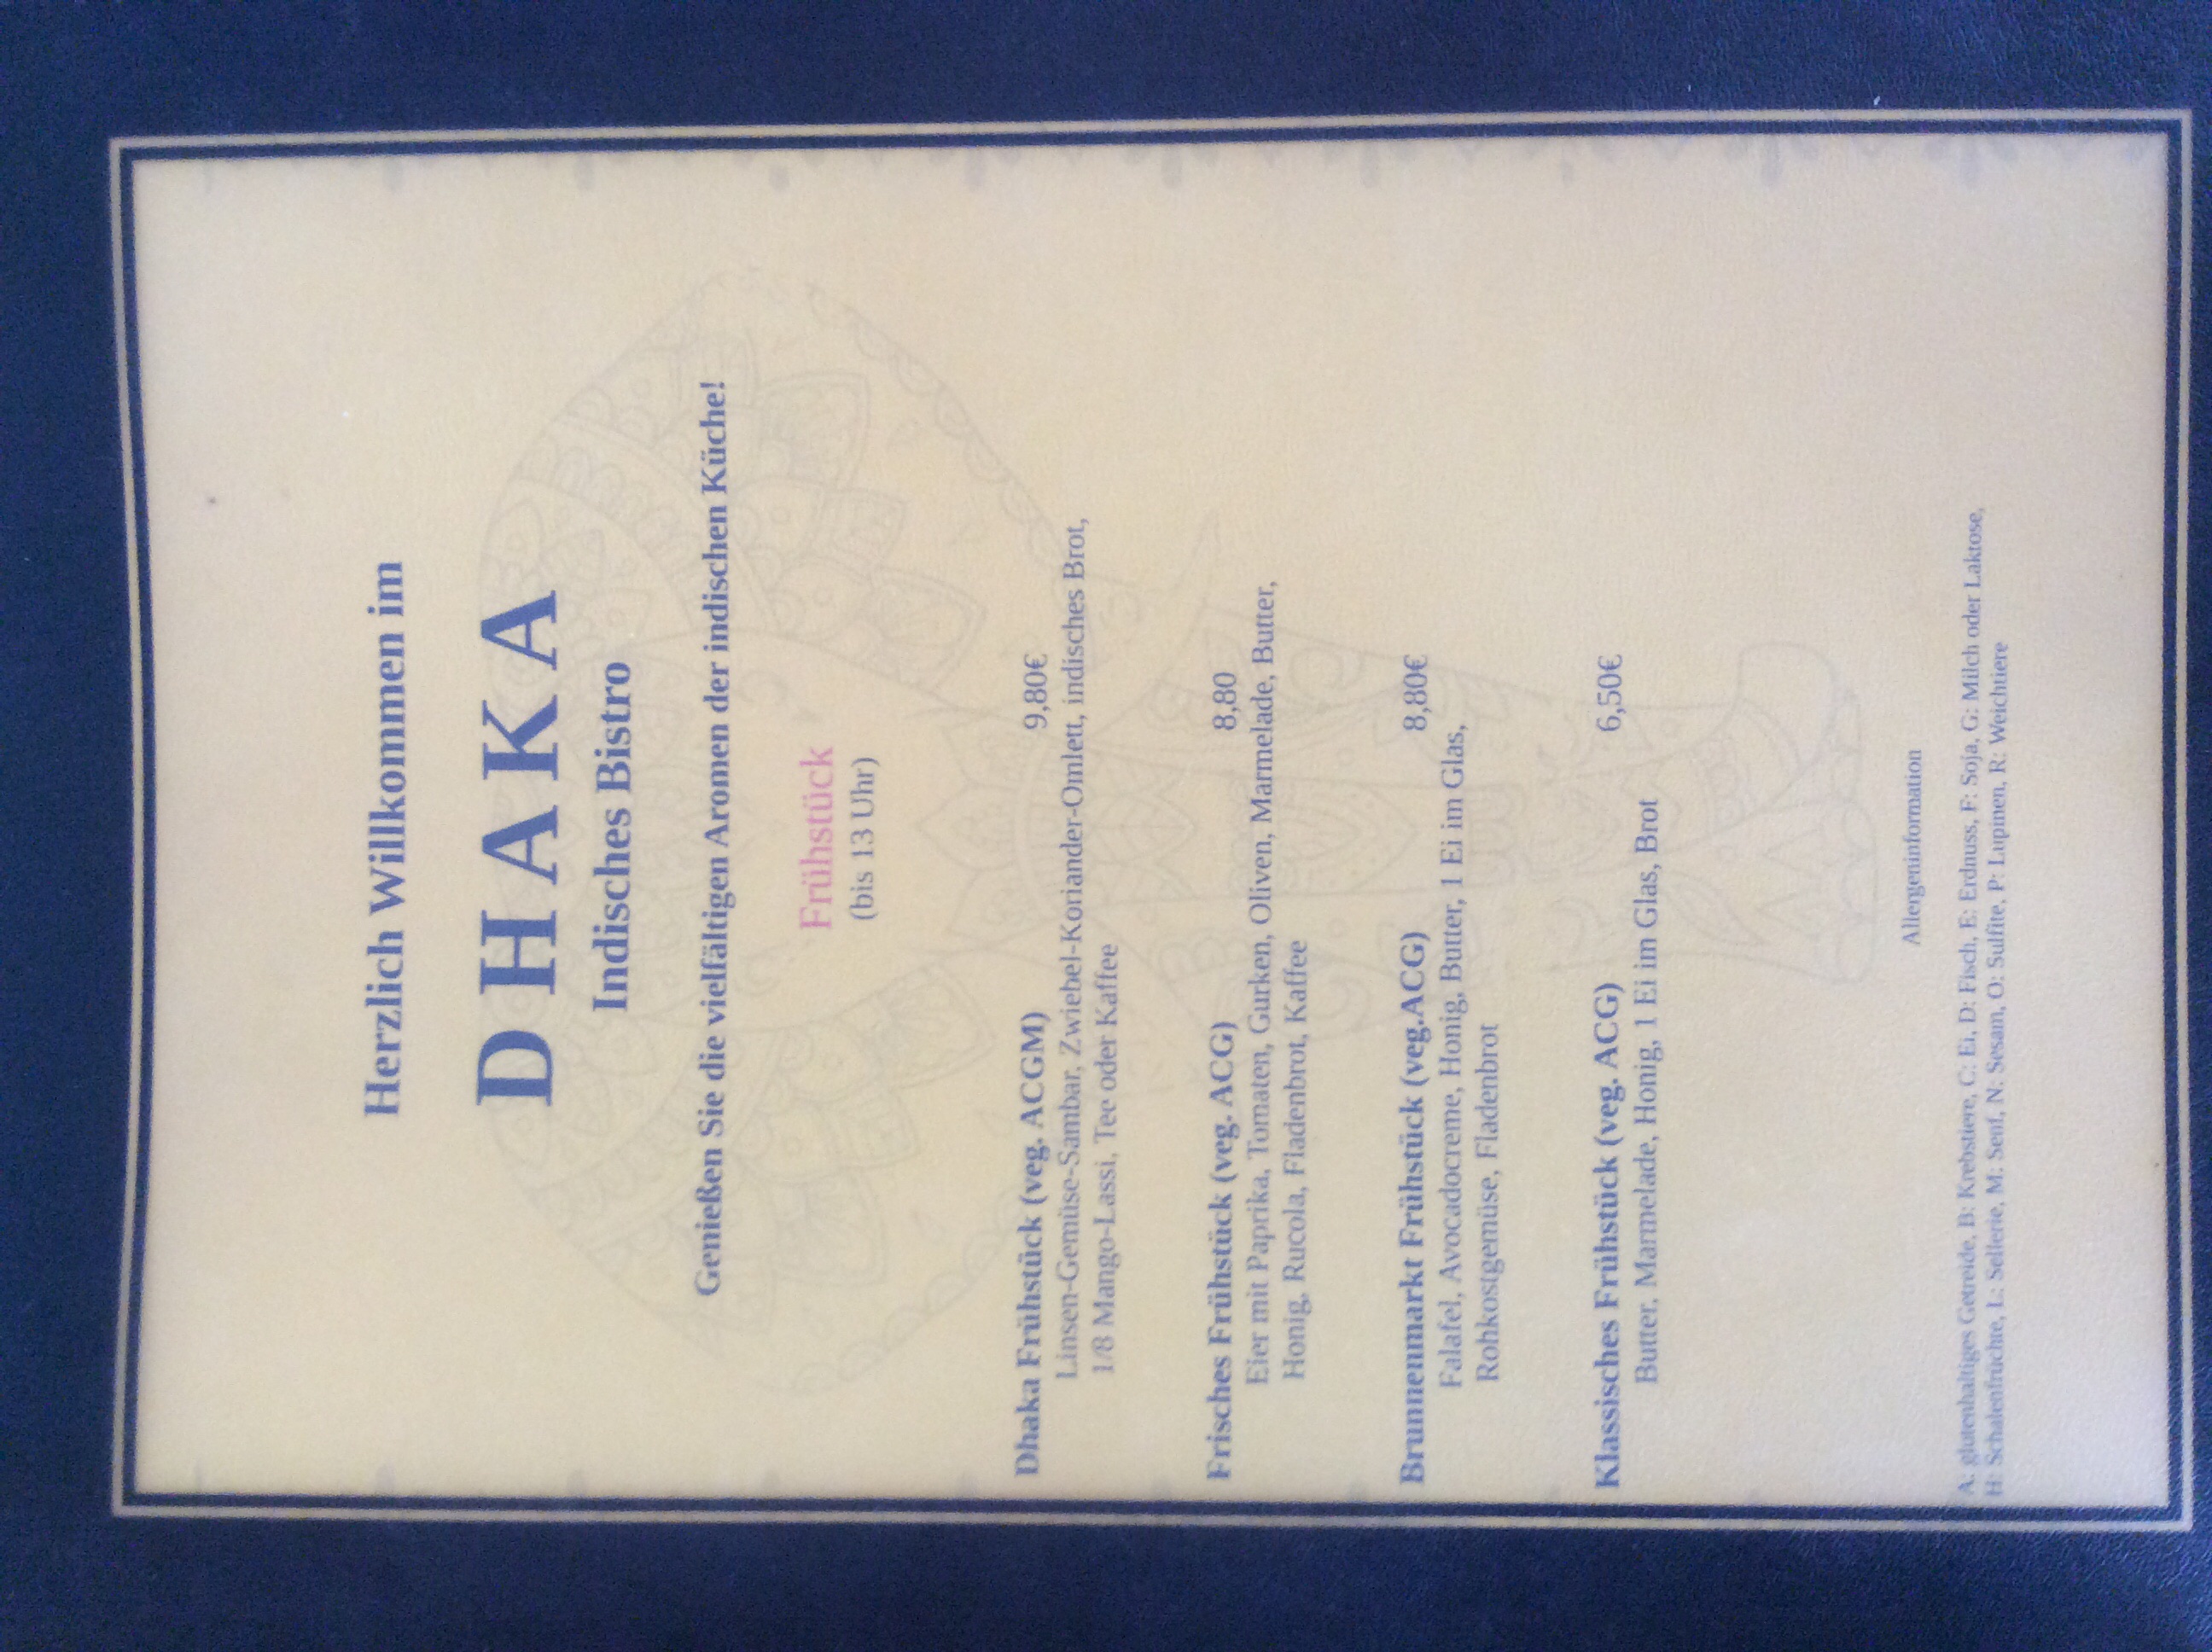 Herzlich Willkommen im
DHAKA
Indisches Bistro
Genießen Sie die vielfältigen Aromen der indischen Küche!
Frühstück
(bis 13 Uhr)
Dhaka Frühstück (veg. ACGM) 9,80€
Linsen-Gemüse-Sambar, Zwiebel-Koriander-Omlett, indisches Brot,
1/8 Mango-Lassi, Tee oder Kaffee
Frisches Frühstück (veg. ACG) 8,80
Eier mit Paprika, Tomaten, Gurken, Oliven, Marmelade, Butter,
Honig, Rucola, Fladenbrot, Kaffee
Brunnenmarkt Frühstück (veg.ACG) 8,80€
Falafel, Avocadocreme, Honig, Butter, 1 Ei im Glas,
Rohkostgemüse, Fladenbrot
Klassisches Frühstück (veg. ACG) 6,50€
Butter, Marmelade, Honig, 1 Ei im Glas, Brot
Allergeninformation
A: glutenhaltiges Getreide, B: Krebstiere, C: Ei, D: Fisch, E: Erdnuss, F: Soja, G: Milch oder Laktose,
H: Schalenfrüchte, L: Sellerie, M: Senf, N: Sesam, O: Sulfite, P: Lupinen, R: Weichtiere